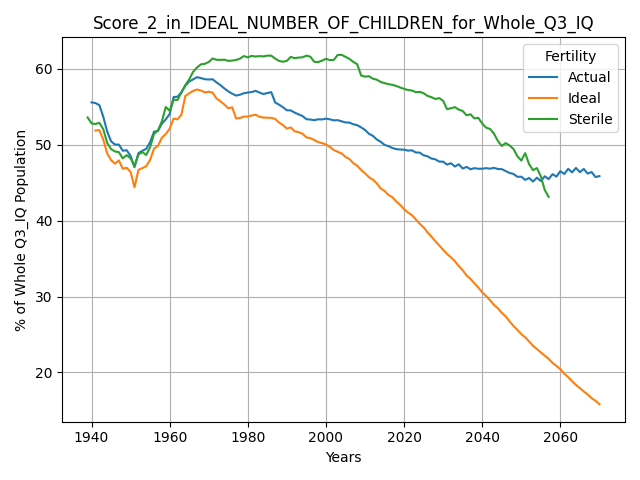 Score_2_in_IDEAL_NUMBER_OF_CHILDREN_for_Whole_Q3_IQ
Fertility
Actual
Ideal
Sterile
% of Whole Q3_IQ Population
60
50
40
30
20
1940
1960
1980
2000
2020
2040
2060
Years